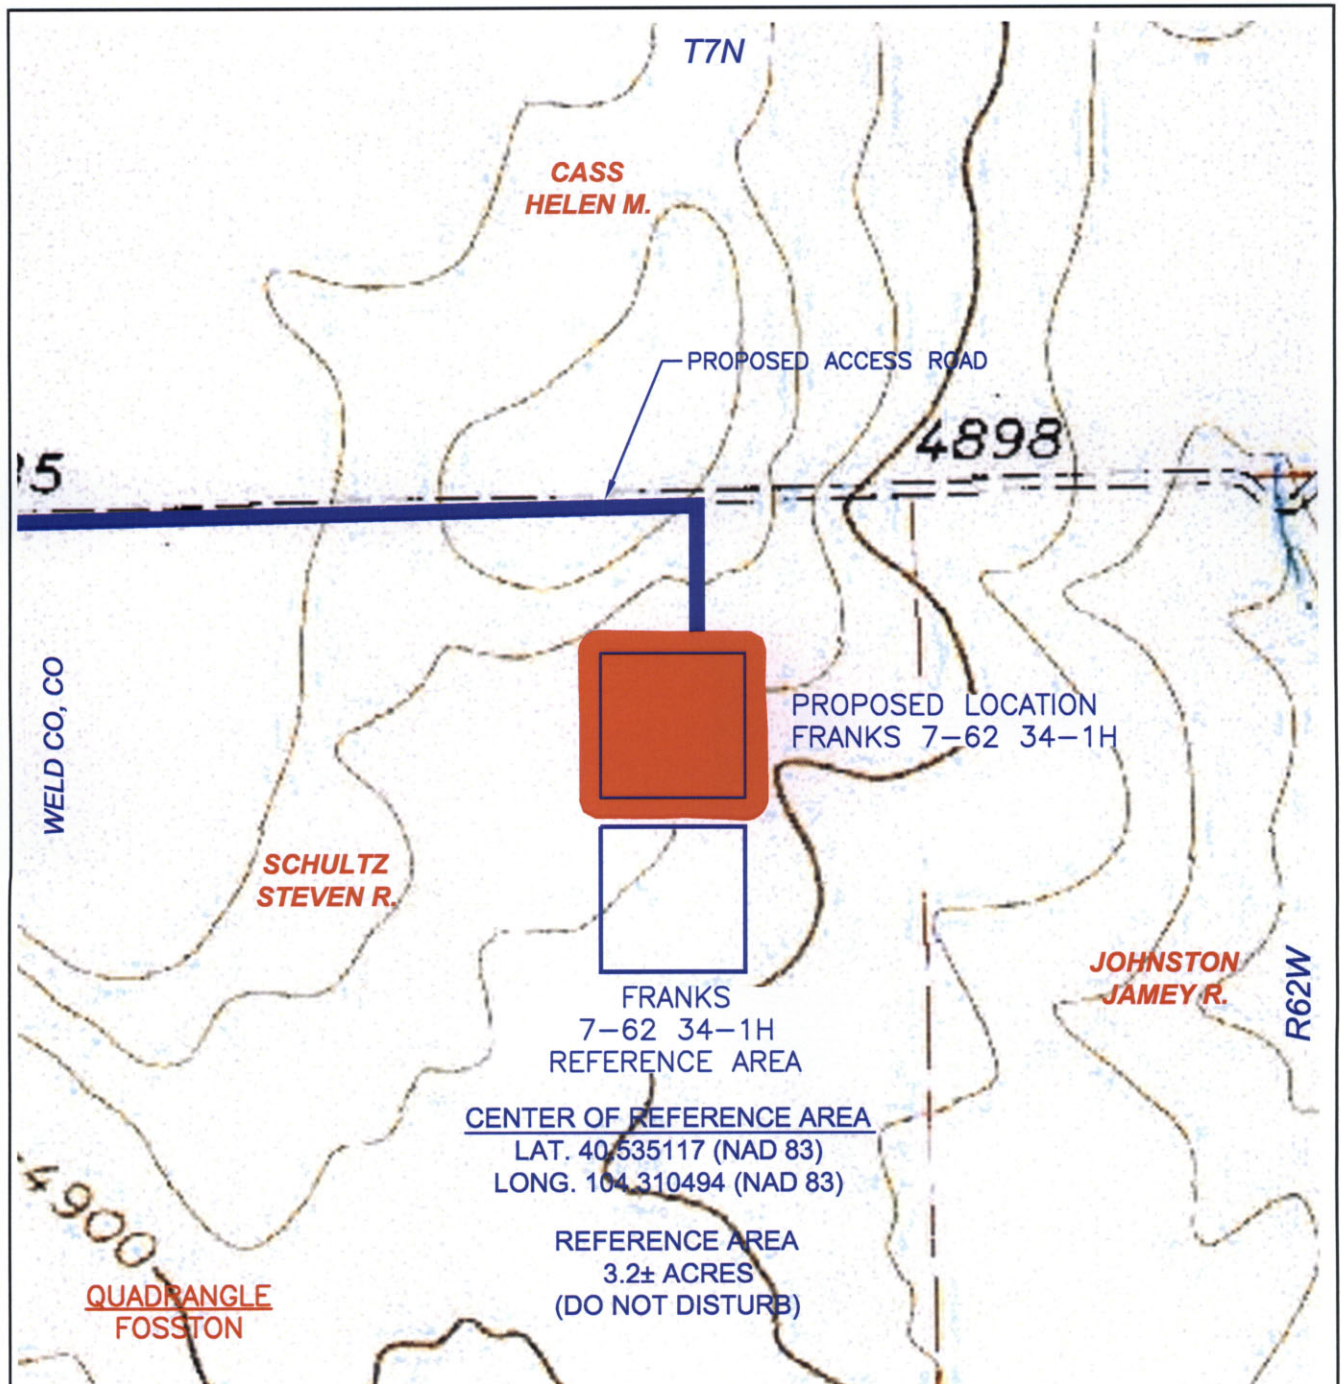 T7N
CASS
HELEN M.
PROPOSED ACCESS ROAD
4898
WELD CO, CO
PROPOSED LOCATION
FRANKS 7-62 34-1H
SCHULTZ
STEVEN R.
JOHNSTON
JAMEY R.
R62W
FRANKS
7-62 34-1H
REFERENCE AREA
CENTER OF REFERENCE AREA
LAT. 40.535117 (NAD 83)
LONG. 104.310494 (NAD 83)
4900
REFERENCE AREA
3.2± ACRES
(DO NOT DISTURB)
QUADRANGLE
FOSSTON